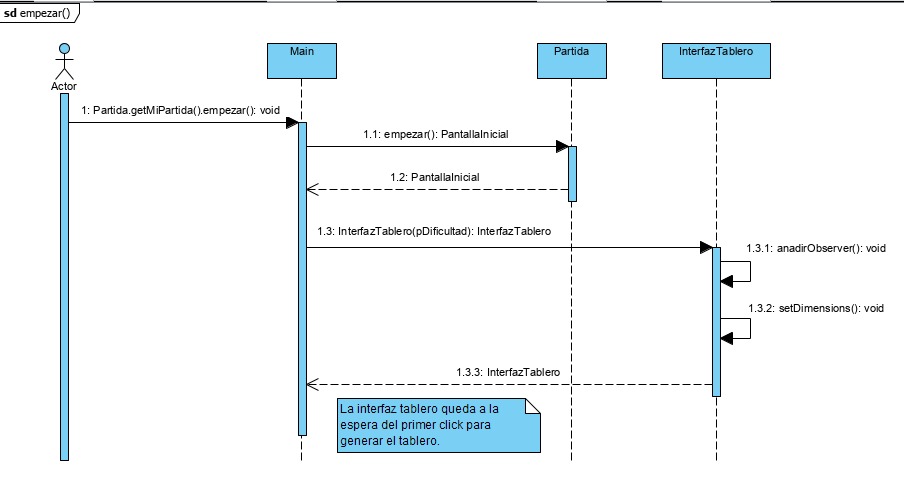 sd empezar()
Main
Partida
InterfazTablero
Actor
1: Partida.getMiPartida().empezar(): void
1.1: empezar(): PantallaInicial
1.2: PantallaInicial
1.3: InterfazTablero(pDificultad): InterfazTablero
1.3.1: anadirObserver(): void
1.3.2: setDimensions(): void
1.3.3: InterfazTablero
La interfaz tablero queda a la
espera del primer click para
generar el tablero.